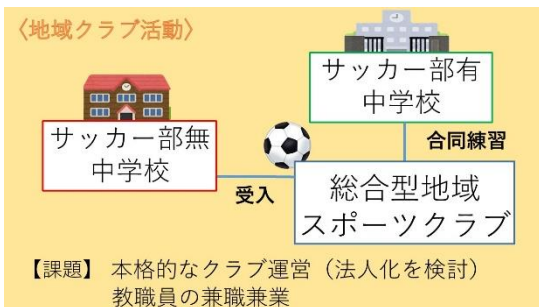 〈地域クラブ活動〉
サッカー部有
中学校
サッカー部無
中学校
合同練習
受入
総合型地域
スポーツクラブ
【課題】 本格的なクラブ運営（法人化を検討）
教職員の兼職兼業